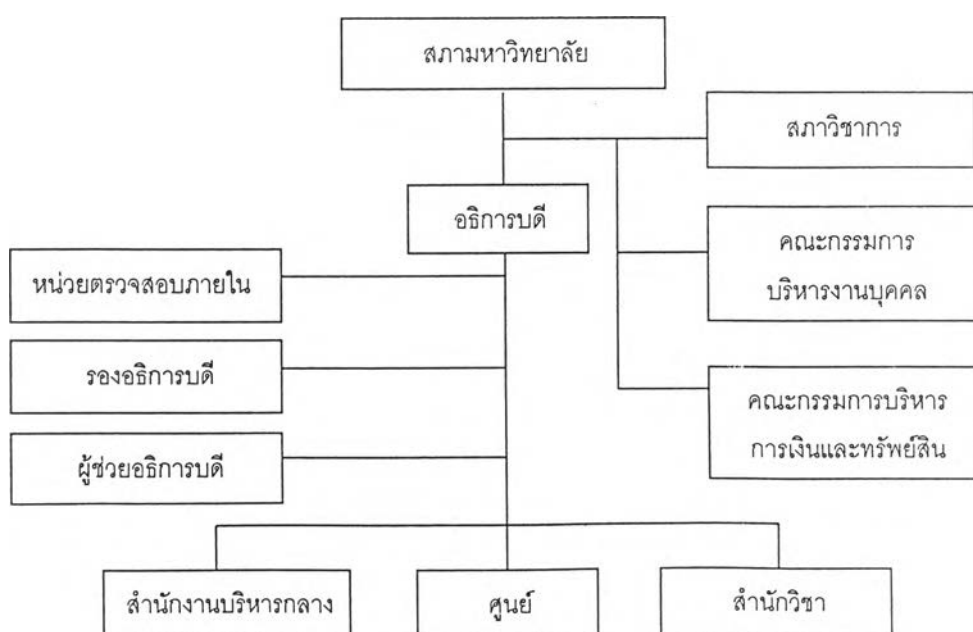 สภามหาวิทยาลัย
สภาวิชาการ
อธิการบดี
คณะกรรมการ
บริหารงานบุคคล
หน่วยตรวจสอบภายใน
รองอธิการบดี
คณะกรรมการบริหาร
การเงินและทรัพย์สิน
ผู้ช่วยอธิการบดี
สำนักงานบริหารกลาง
ศูนย์
สำนักวิชา